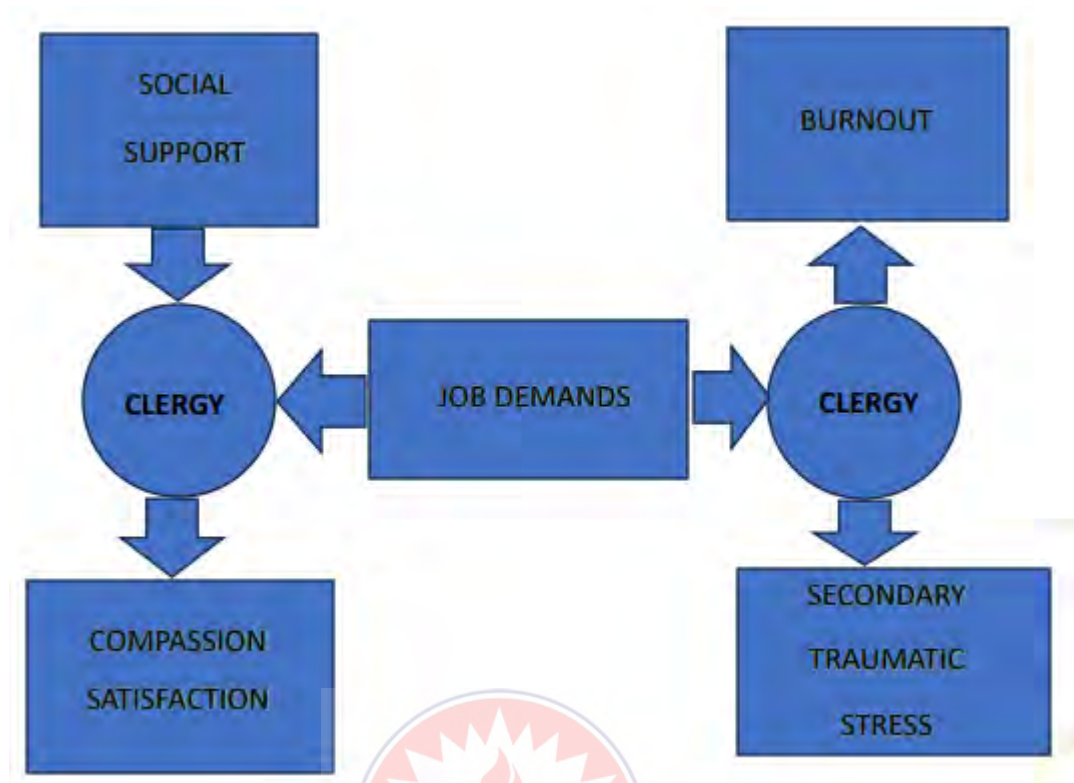 SOCIAL
SUPPORT
BURNOUT
CLERGY
JOB DEMANDS
CLERGY
COMPASSION
SATISFACTION
SECONDARY
TRAUMATIC
STRESS